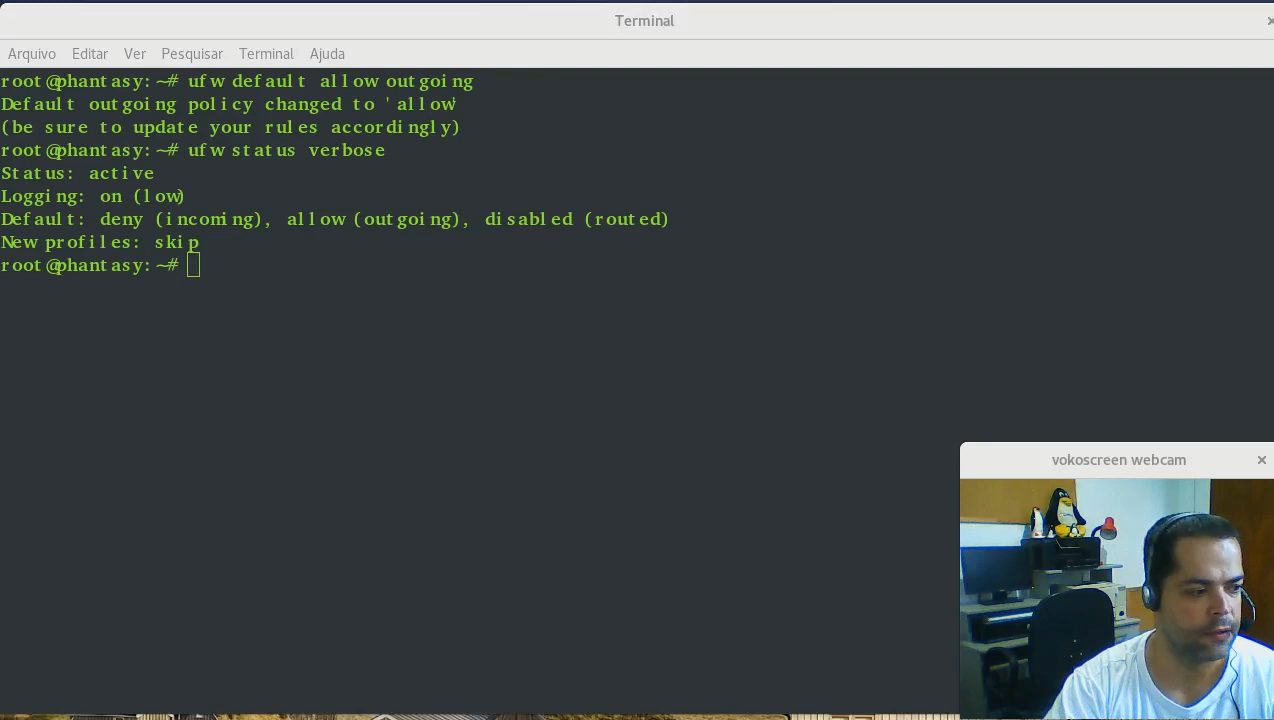 Terminal
Arquivo Editar Ver Pesquisar Terminal Ajuda
root@phantasy:~# ufw default allow outgoing
Default outgoing policy changed to 'allow'
(be sure to update your rules accordingly)
root@phantasy:~# ufw status verbose
Status: active
Logging: on (low)
Default: deny (incoming), allow (outgoing), disabled (routed)
New profiles: skip
root@phantasy:~#
vokoscreen webcam